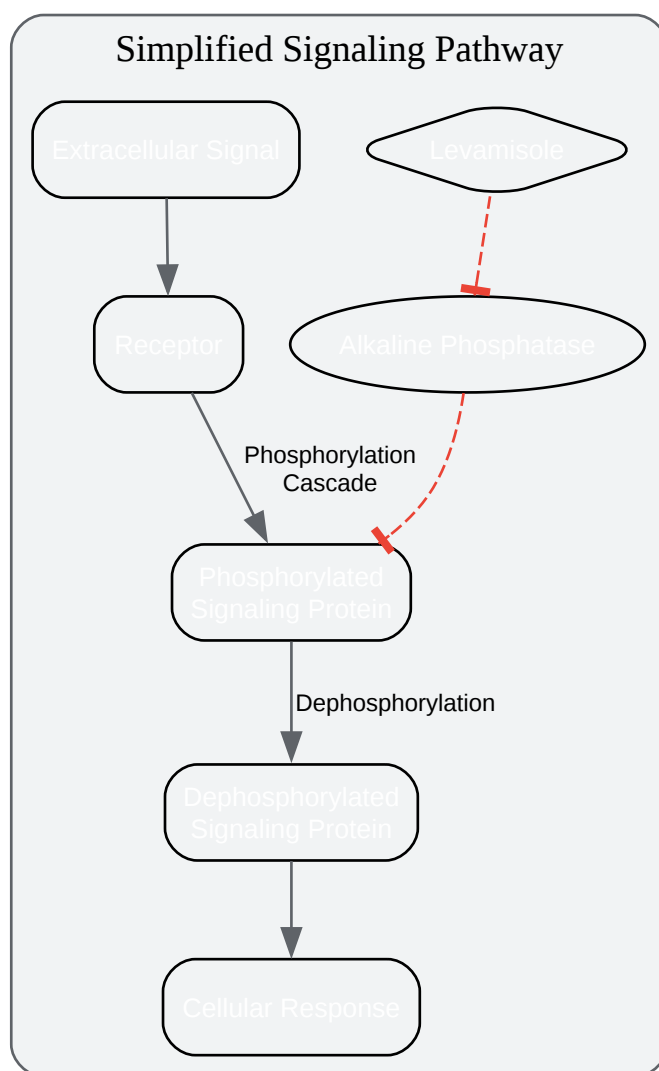 Simplified Signaling Pathway
Extracellular Signal
Levamisole
Receptor
Alkaline Phosphatase
Phosphorylation
Cascade
Phosphorylated
Signaling Protein
Dephosphorylation
Dephosphorylated
Signaling Protein
Cellular Response